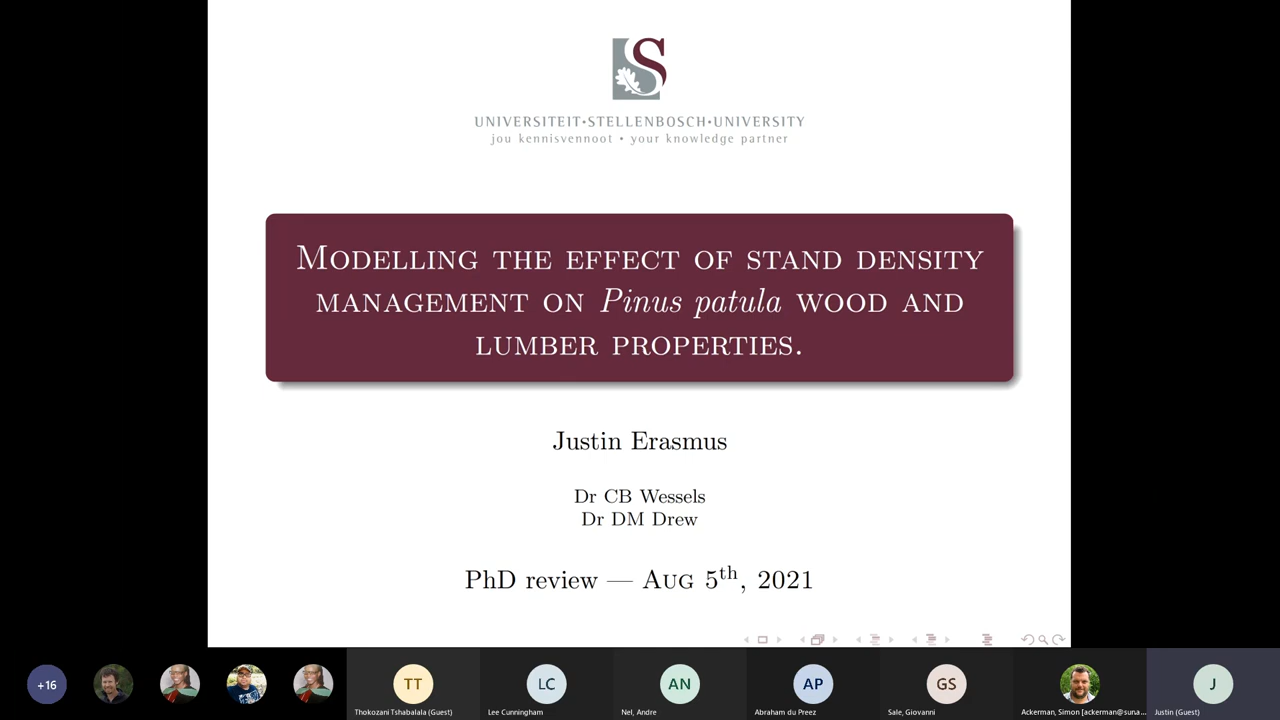 S
UNIVERSITEIT•STELLENBOSCH•UNIVERSITY
jou kennisvennoot • your knowledge partner
Modelling the effect of stand density
management on Pinus patula wood and
lumber properties.
Justin Erasmus
Dr CB Wessels
Dr DM Drew
PhD review — Aug 5th, 2021
+16
TT
LC
AN
AP
GS
J
Thokozani Tshabalala (Guest)
Lee Cunningham
Nel, Andre
Abraham du Preez
Sale, Giovanni
Ackerman, Simon [ackerman@suna...
Justin (Guest)